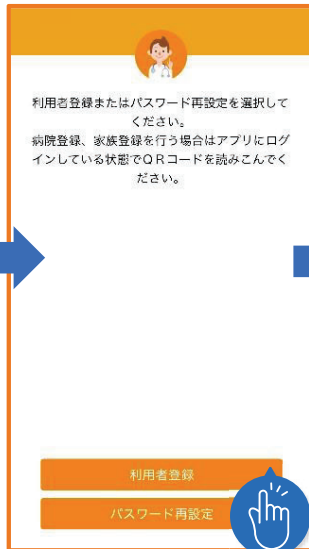 利用者登録またはパスワード再設定を選択して
ください。
病院登録、家族登録を行う場合はアプリにログ
インしている状態でＱＲコードを読みこんでく
ださい。
利用者登録
パスワード再設定